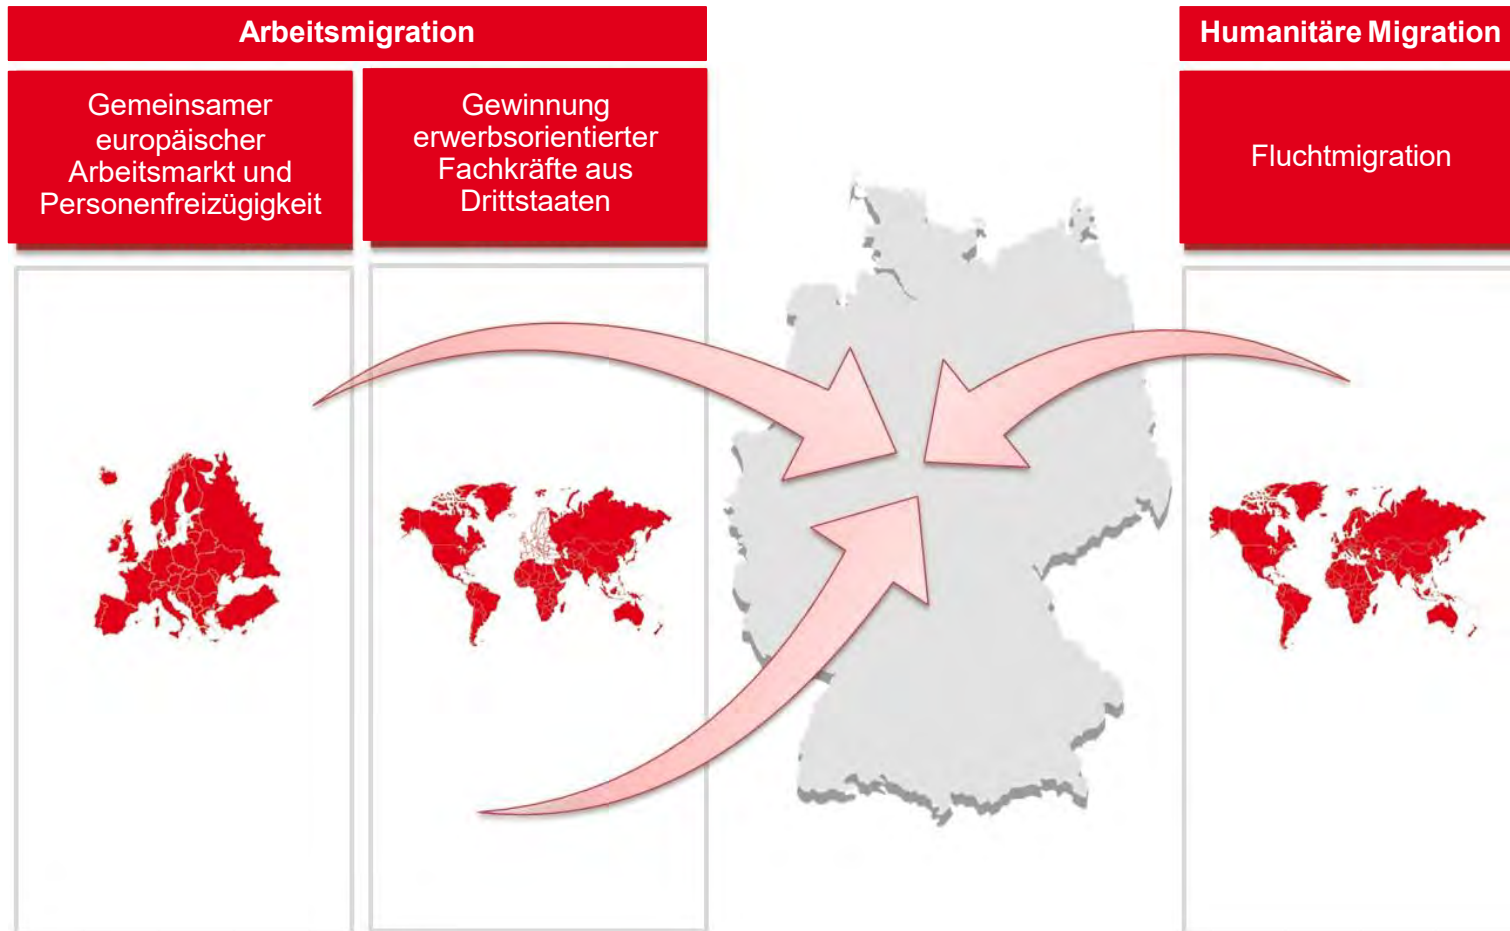 Arbeitsmigration
Humanitäre Migration
Gemeinsamer
europäischer
Arbeitsmarkt und
Personenfreizügigkeit
Gewinnung
erwerbsorientierter
Fachkräfte aus
Drittstaaten
Fluchtmigration